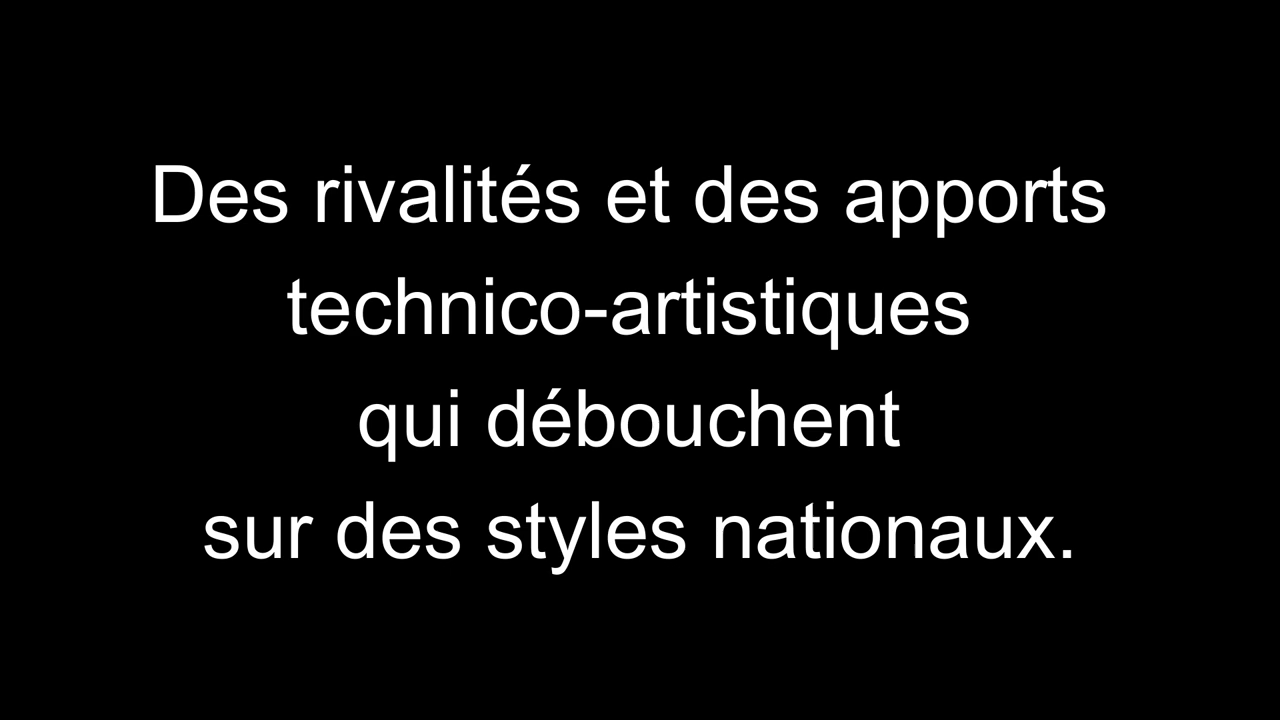 Des rivalités et des apports
technico-artistiques
qui débouchent
sur des styles nationaux.